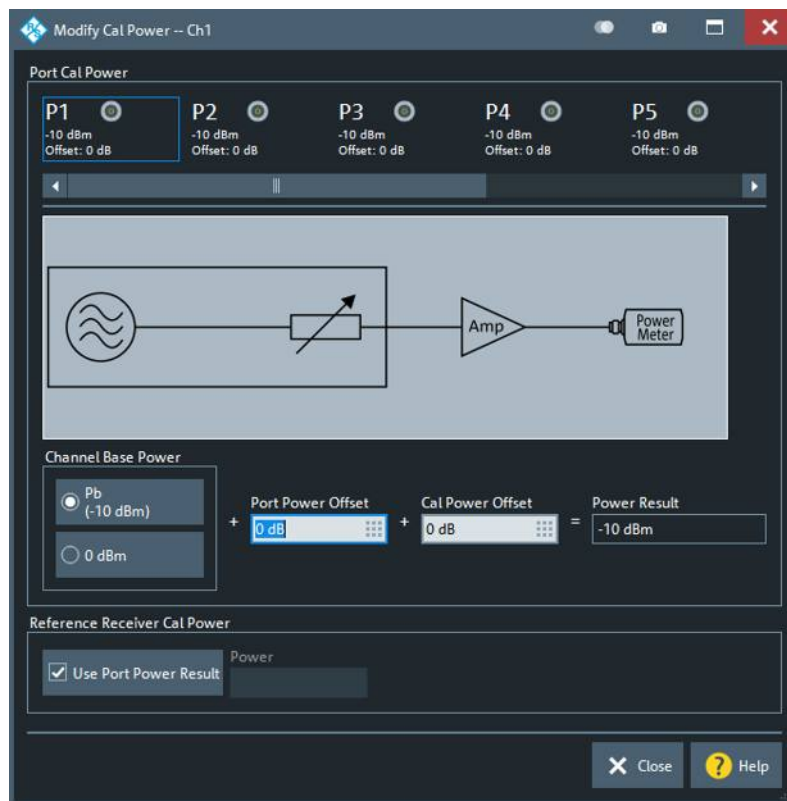 Modify Cal Power -- Ch1
Port Cal Power
P1 P2 P3 P4 P5
-10 dBm -10 dBm -10 dBm -10 dBm -10 dBm
Offset: 0 dB Offset: 0 dB Offset: 0 dB Offset: 0 dB Offset: 0 dB
Amp
Power
Meter
Channel Base Power
Pb
(-10 dBm)
Port Power Offset Cal Power Offset Power Result
+ 0 dB + 0 dB = -10 dBm
0 dBm
Reference Receiver Cal Power
Power
Use Port Power Result
Close Help